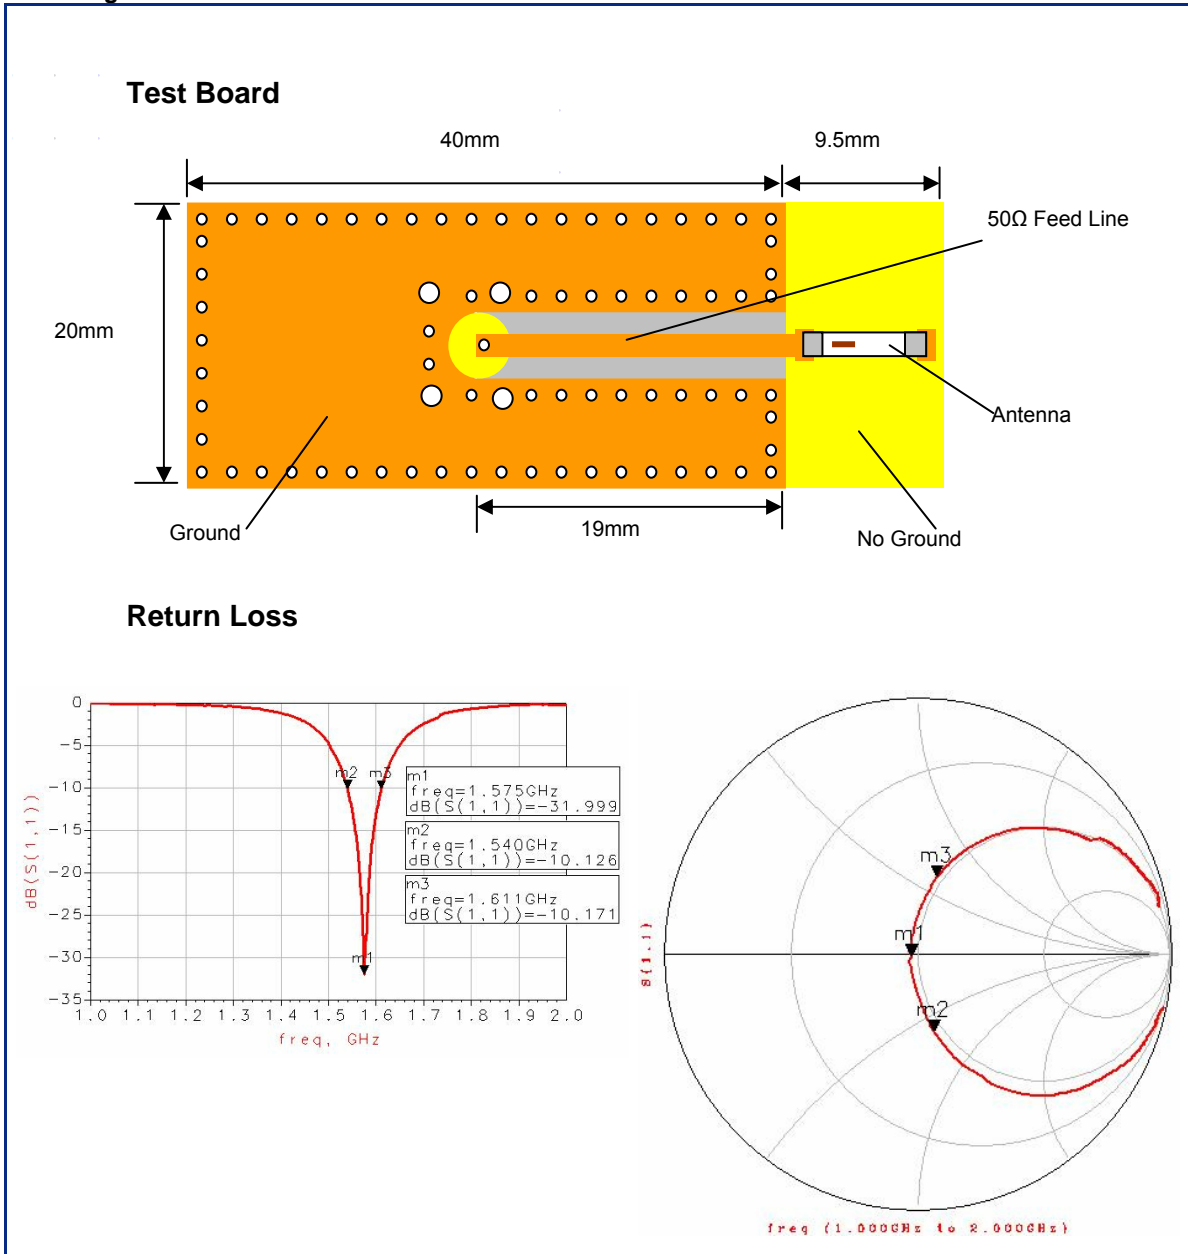 Test Board
40mm
9.5mm
50Ω Feed Line
20mm
Antenna
Ground
19mm
No Ground
Return Loss
0
-5
-10
-15
-20
-25
-30
-35
dB(S(1,1))
1.0 1.1 1.2 1.3 1.4 1.5 1.6 1.7 1.8 1.9 2.0
freq, GHz
m2
m3
m1
m1
freq=1.575GHz
dB(S(1,1))=-31.999
m2
freq=1.540GHz
dB(S(1,1))=-10.126
m3
freq=1.611GHz
dB(S(1,1))=-10.171
S(1,1)
m3
m1
m2
freq (1.000GHz to 2.000GHz)